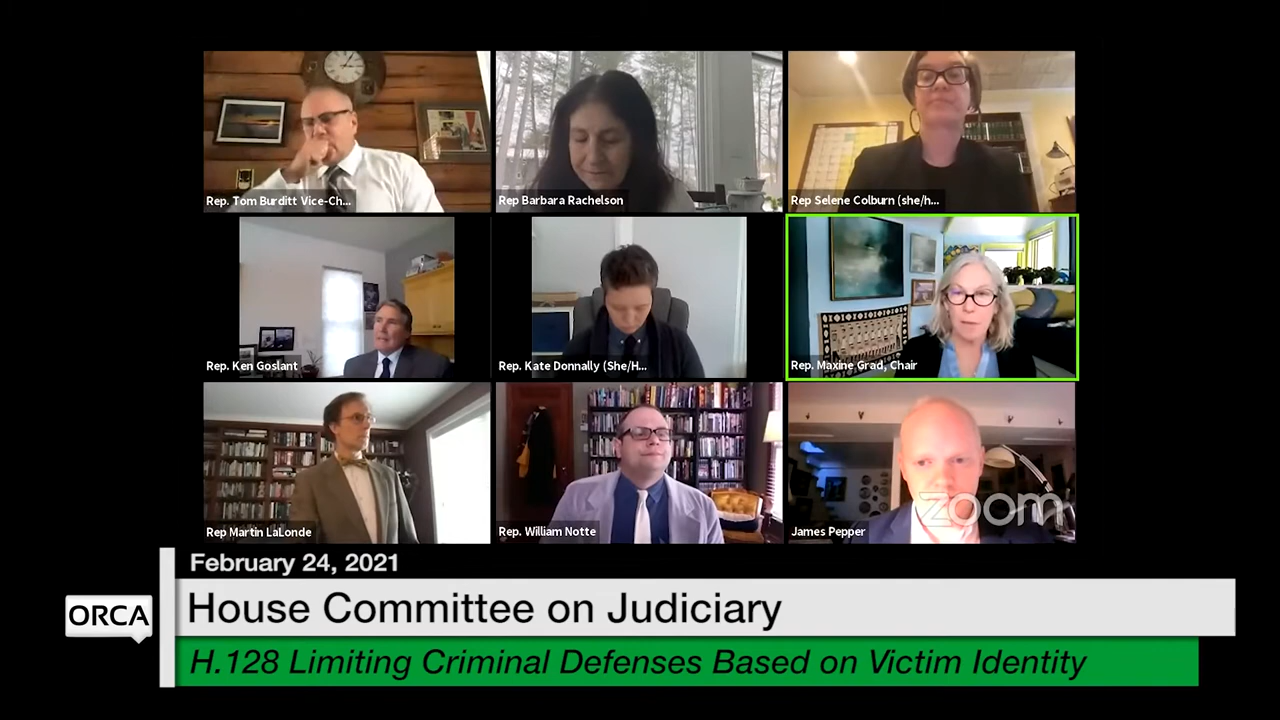 Rep. Tom Burditt Vice-Ch...
Rep Barbara Rachelson
Rep Selene Colburn (she/h...
Rep. Ken Goslant
Rep. Kate Donnally (She/H...
Rep. Maxine Grad, Chair
Rep Martin LaLonde
Rep. William Notte
James Pepper
zoom
February 24, 2021
ORCA
House Committee on Judiciary
H.128 Limiting Criminal Defenses Based on Victim Identity